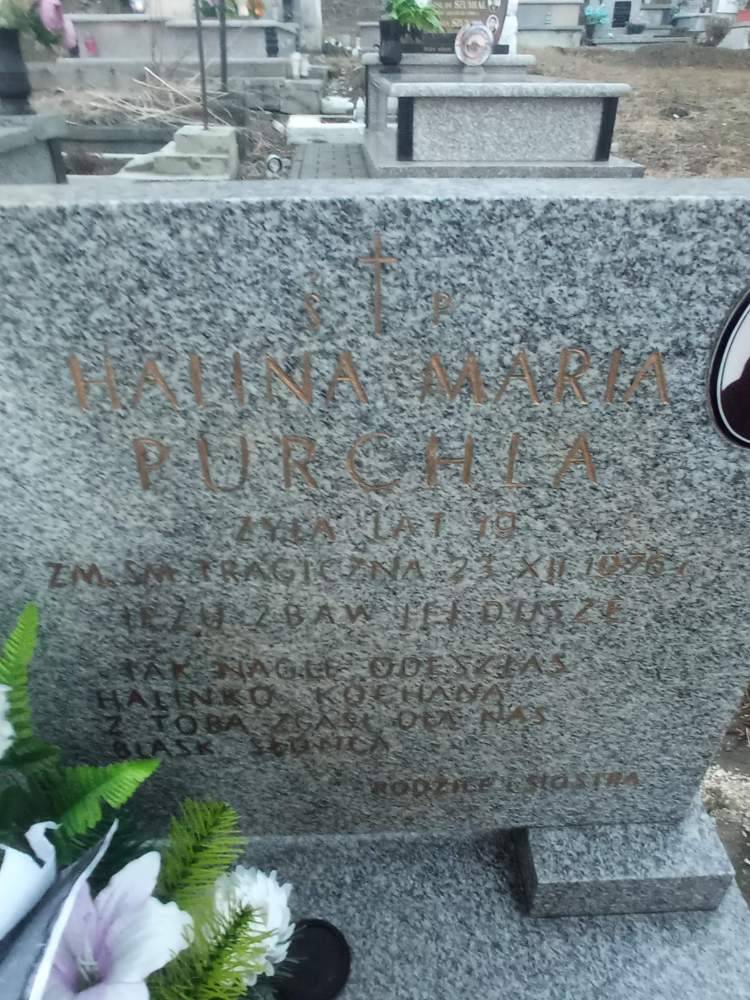 Ś P
HALINA MARIA
PURCHLA
ŻYŁA LAT 19
ZM. ŚM. TRAGICZNĄ 23 XII 1976 r.
JEZU ZBAW JEJ DUSZĘ
TAK NAGLE ODESZŁAŚ
HALINKO KOCHANA
Z TOBĄ ZGASŁ DLA NAS
BLASK SŁOŃCA
RODZICE I SIOSTRA